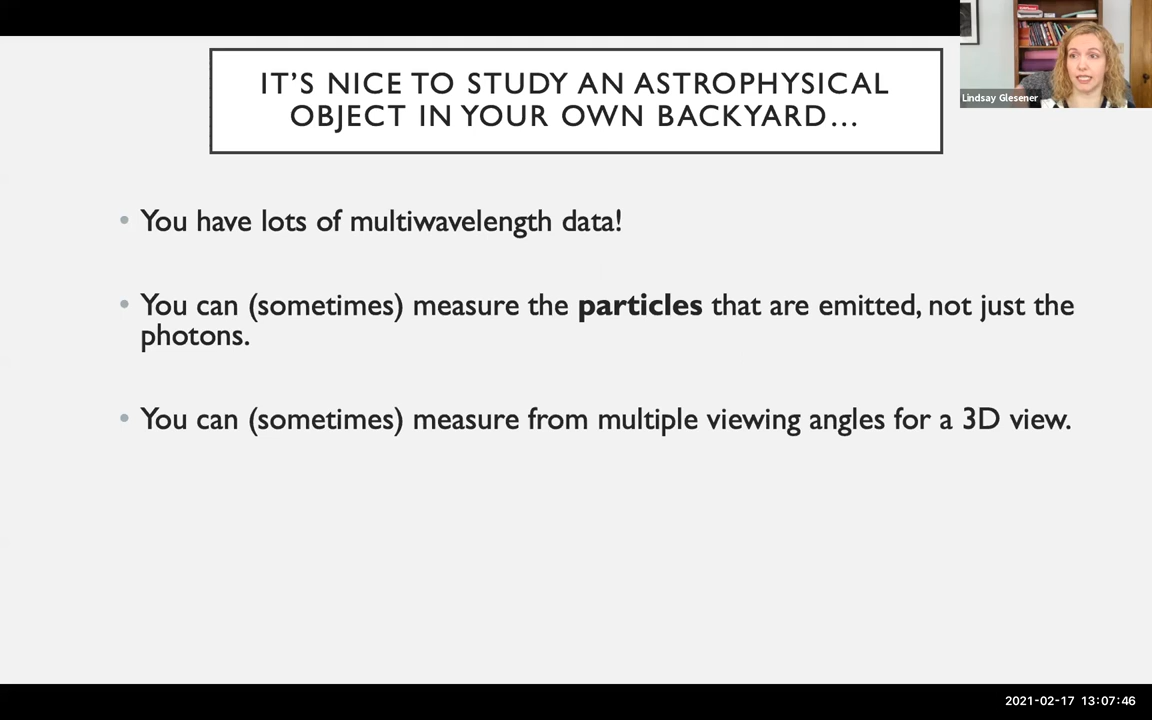 IT’S NICE TO STUDY AN ASTROPHYSICAL
OBJECT IN YOUR OWN BACKYARD…
Lindsay Glesener
• You have lots of multiwavelength data!
• You can (sometimes) measure the particles that are emitted, not just the
photons.
• You can (sometimes) measure from multiple viewing angles for a 3D view.
2021-02-17 13:07:46